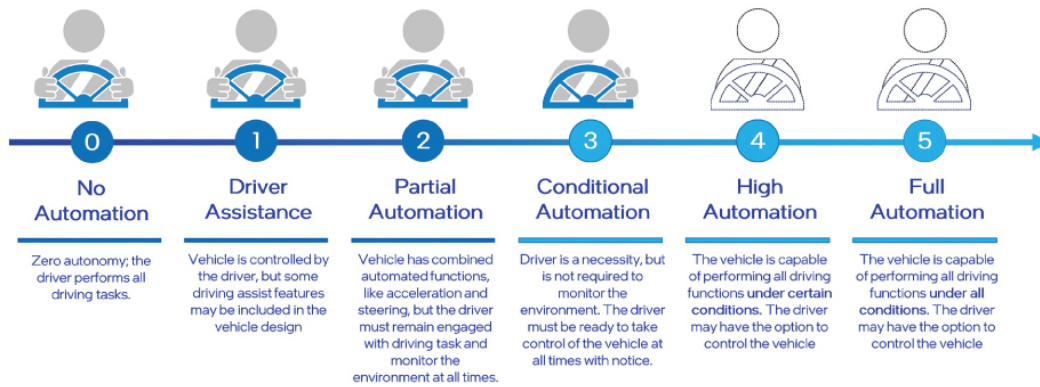 0
1
2
3
4
5
No
Automation
Driver
Assistance
Partial
Automation
Conditional
Automation
High
Automation
Full
Automation
Zero autonomy; the
driver performs all
driving tasks.
Vehicle is controlled by
the driver, but some
driving assist features
may be included in the
vehicle design
Vehicle has combined
automated functions,
like acceleration and
steering, but the driver
must remain engaged
with driving task and
monitor the
environment at all times.
Driver is a necessity, but
is not required to
monitor the
environment. The driver
must be ready to take
control of the vehicle at
all times with notice.
The vehicle is capable
of performing all driving
functions under certain
conditions. The driver
may have the option to
control the vehicle
The vehicle is capable
of performing all driving
functions under all
conditions. The driver
may have the option to
control the vehicle